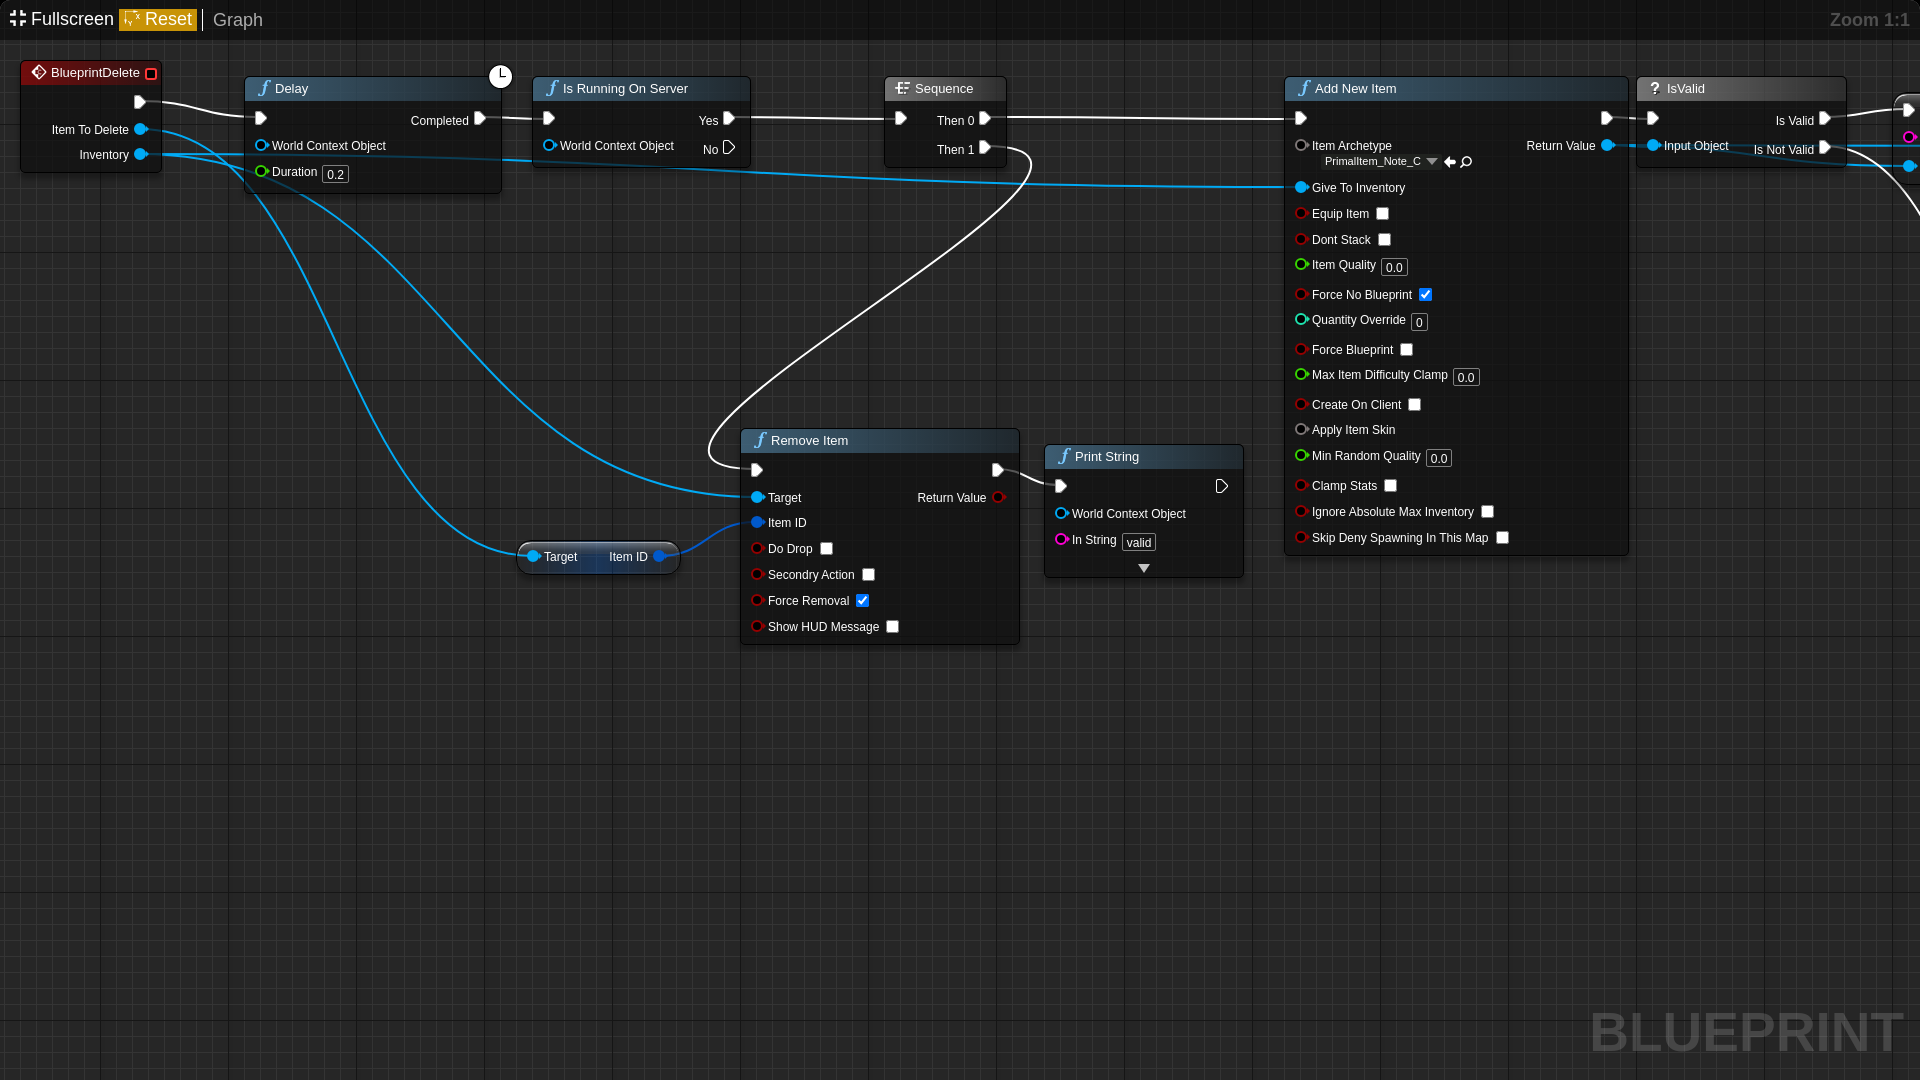 Fullscreen Reset Graph
Zoom 1:1
BlueprintDelete
Item To Delete
Inventory
Delay
Completed
World Context Object
Duration 0.2
Is Running On Server
Yes
World Context Object
No
Sequence
Then 0
Then 1
Add New Item
Item Archetype
PrimalItem_Note_C
Return Value
Give To Inventory
Equip Item
Dont Stack
Item Quality 0.0
Force No Blueprint
Quantity Override 0
Force Blueprint
Max Item Difficulty Clamp 0.0
Create On Client
Apply Item Skin
Min Random Quality 0.0
Clamp Stats
Ignore Absolute Max Inventory
Skip Deny Spawning In This Map
? IsValid
Is Valid
Input Object
Is Not Valid
Remove Item
Target
Return Value
Item ID
Do Drop
Secondry Action
Force Removal
Show HUD Message
Target Item ID
Print String
World Context Object
In String valid
BLUEPRINT